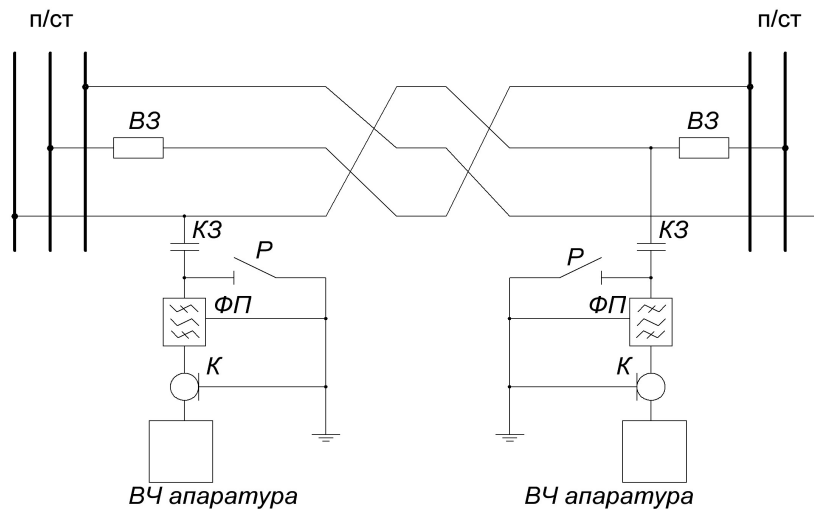 п/ст п/ст
ВЗ ВЗ
КЗ КЗ
Р Р
ФП ФП
К К
ВЧ апаратура ВЧ апаратура